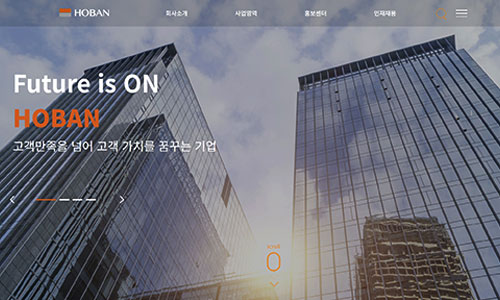 HOBAN
회사소개
사업영역
홍보센터
인재채용
Future is ON
HOBAN
고객만족을 넘어 고객 가치를 꿈꾸는 기업